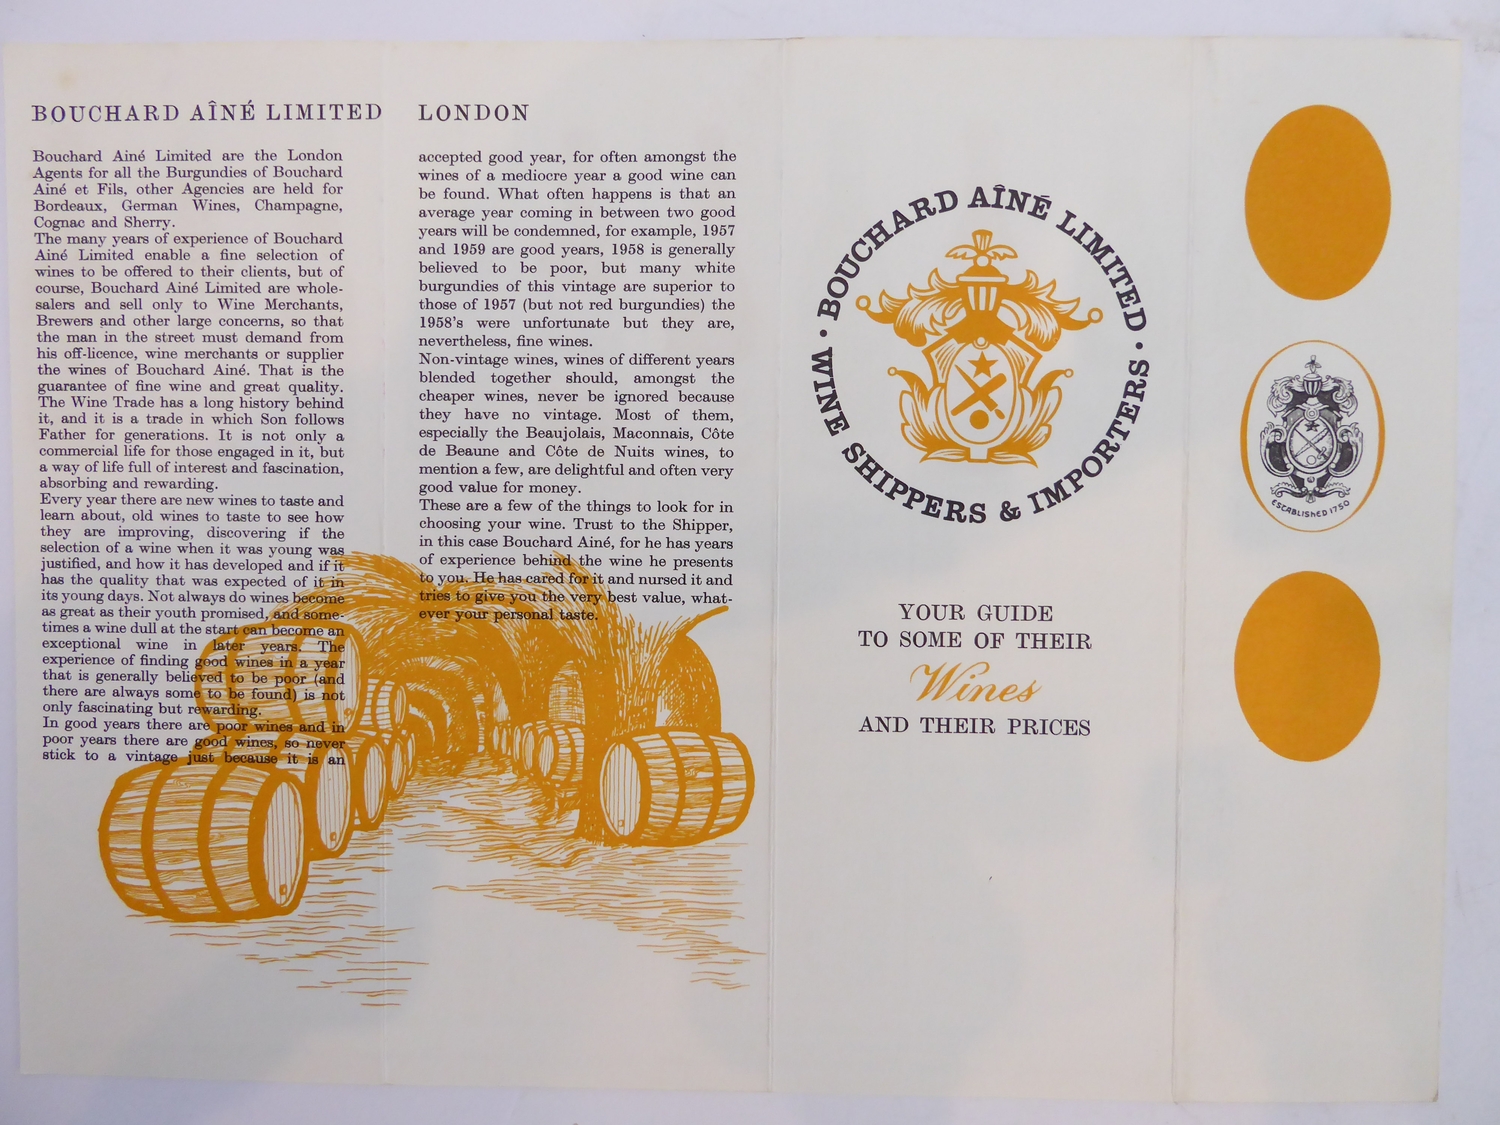 BOUCHARD AÎNÉ LIMITED
Bouchard Ainé Limited are the London
Agents for all the Burgundies of Bouchard
Ainé et Fils, other Agencies are held for
Bordeaux, German Wines, Champagne,
Cognac and Sherry.
The many years of experience of Bouchard
Ainé Limited enable a fine selection of
wines to be offered to their clients, but of
course, Bouchard Ainé Limited are whole-
salers and sell only to Wine Merchants,
Brewers and other large concerns, so that
the man in the street must demand from
his off-licence, wine merchants or supplier
the wines of Bouchard Ainé. That is the
guarantee of fine wine and great quality.
The Wine Trade has a long history behind
it, and it is a trade in which Son follows
Father for generations. It is not only a
commercial life for those engaged in it, but
a way of life full of interest and fascination,
absorbing and rewarding.
Every year there are new wines to taste and
learn about, old wines to taste to see how
they are improving, discovering if the
selection of a wine when it was young was
justified, and how it has developed and if it
has the quality that was expected of it in
its young days. Not always do wines become
as great as their youth promised, and some-
times a wine dull at the start can become an
exceptional wine in later years. The
experience of finding good wines in a year
that is generally believed to be poor (and
there are always some to be found) is not
only fascinating but rewarding.
In good years there are poor wines and in
poor years there are good wines, so never
stick to a vintage just because it is an
LONDON
accepted good year, for often amongst the
wines of a mediocre year a good wine can
be found. What often happens is that an
average year coming in between two good
years will be condemned, for example, 1957
and 1959 are good years, 1958 is generally
believed to be poor, but many white
burgundies of this vintage are superior to
those of 1957 (but not red burgundies) the
1958's were unfortunate but they are,
nevertheless, fine wines.
Non-vintage wines, wines of different years
blended together should, amongst the
cheaper wines, never be ignored because
they have no vintage. Most of them,
especially the Beaujolais, Maconnais, Côte
de Beaune and Côte de Nuits wines, to
mention a few, are delightful and often very
good value for money.
These are a few of the things to look for in
choosing your wine. Trust to the Shipper,
in this case Bouchard Ainé, for he has years
of experience behind the wine he presents
to you. He has cared for it and nursed it and
tries to give you the very best value, what-
ever your personal taste.
BOUCHARD AÎNÉ LIMITED
· WINE SHIPPERS & IMPORTERS ·
YOUR GUIDE
TO SOME OF THEIR
Wines
AND THEIR PRICES
ESTABLISHED 1750